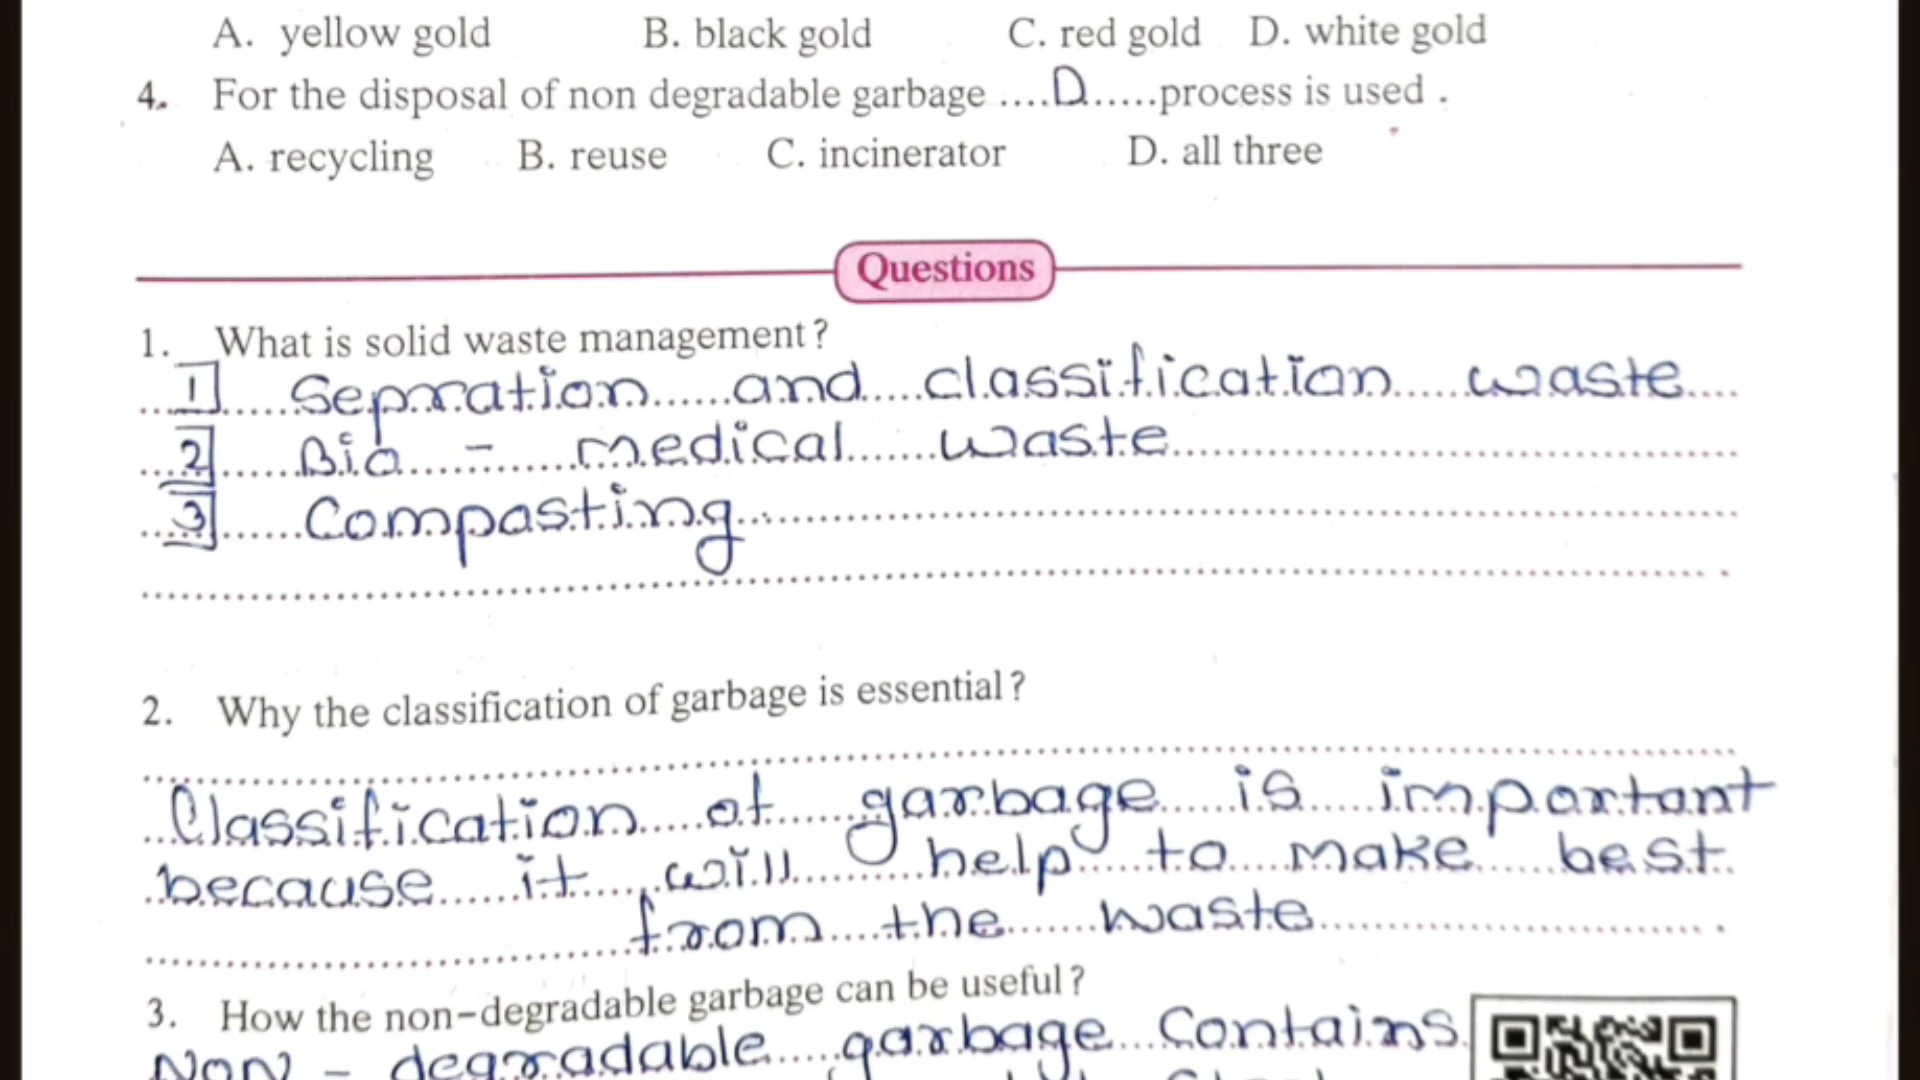 A. yellow gold B. black gold C. red gold D. white gold
4. For the disposal of non degradable garbage ....D......process is used .
A. recycling B. reuse C. incinerator D. all three
Questions
1. What is solid waste management?
1 Sepration and classification waste
2 Bio - medical waste
3 Composting
2. Why the classification of garbage is essential?
Classification of garbage is important
because it will help to make best
from the waste
3. How the non-degradable garbage can be useful?
Non - degradable garbage Contains